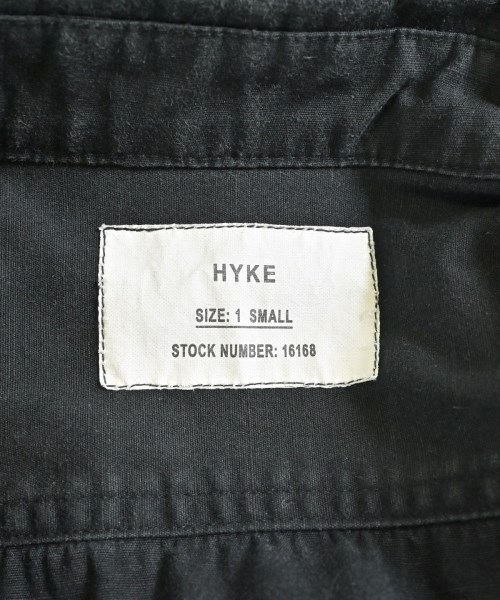 HYKE
SIZE: 1 SMALL
STOCK NUMBER: 16168